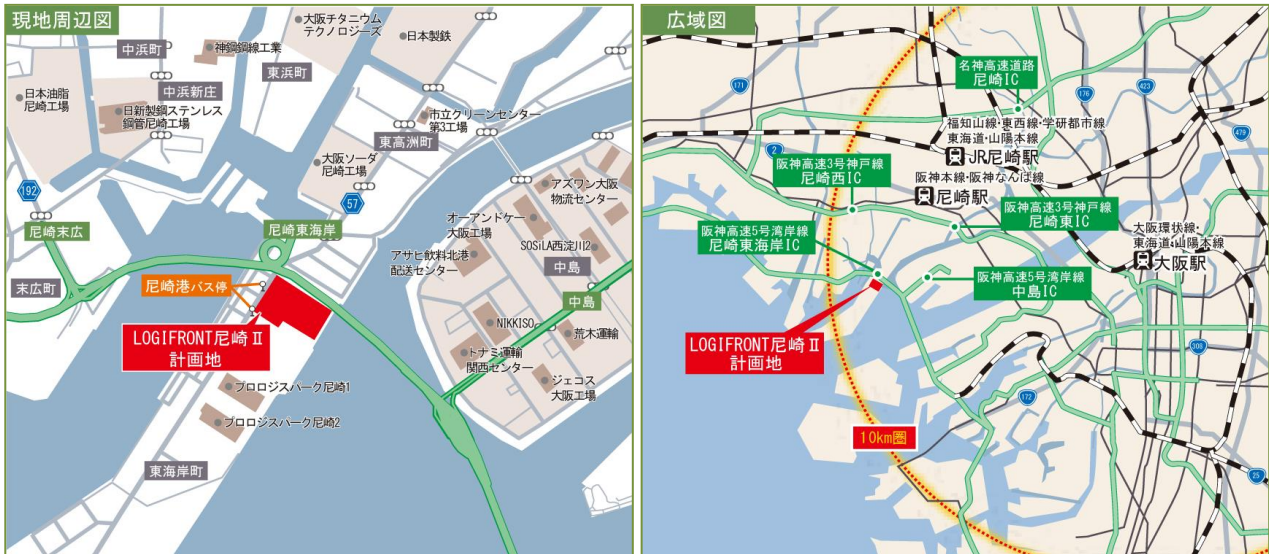 現地周辺図
大阪チタニウム
テクノロジーズ
日本製鉄
中浜町
神鋼鋼線工業
東浜町
日本油脂
尼崎工場
中浜新庄
日新製鋼ステンレス
鋼管尼崎工場
市立クリーンセンター
第3工場
東高洲町
大阪ソーダ
尼崎工場
192
57
アズワン大阪
物流センター
尼崎末広
尼崎東海岸
オーアンドケー
大阪工場
SOSiLA西淀川2
アサヒ飲料北港
配送センター
中島
末広町
尼崎港バス停
中島
LOGIFRONT尼崎Ⅱ
計画地
NIKKISO
荒木運輸
トナミ運輸
関西センター
ジェコス
大阪工場
プロロジスパーク尼崎1
プロロジスパーク尼崎2
東海岸町
広域図
名神高速道路
尼崎IC
171
176
423
479
福知山線・東西線・学研都市線
東海道・山陽本線
JR尼崎駅
2
阪神高速3号神戸線
尼崎西IC
阪神本線・阪神なんば線
尼崎駅
阪神高速3号神戸線
尼崎東IC
阪神高速5号湾岸線
尼崎東海岸IC
大阪環状線・
東海道・山陽本線
大阪駅
阪神高速5号湾岸線
中島IC
LOGIFRONT尼崎Ⅱ
計画地
308
172
10km圏
25